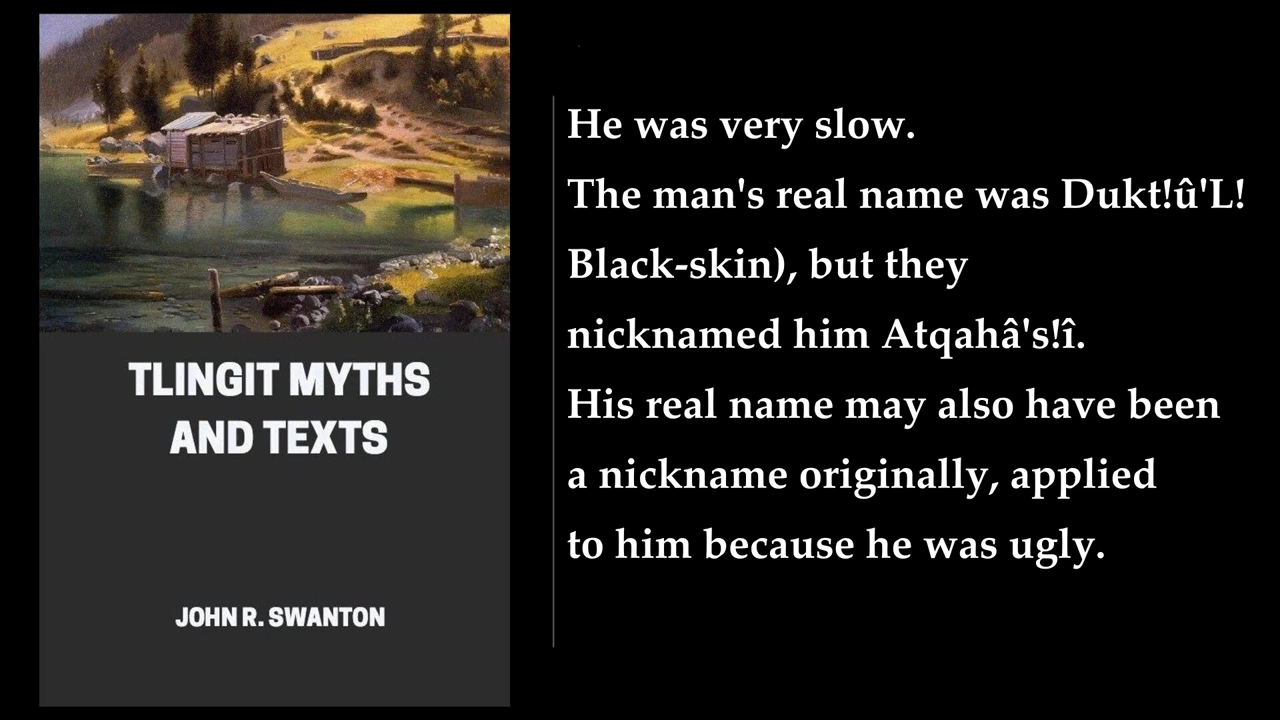 TLINGIT MYTHS
AND TEXTS
JOHN R. SWANTON
He was very slow.
The man's real name was Dukt!û'L!
Black-skin), but they
nicknamed him Atqahâ's!î.
His real name may also have been
a nickname originally, applied
to him because he was ugly.